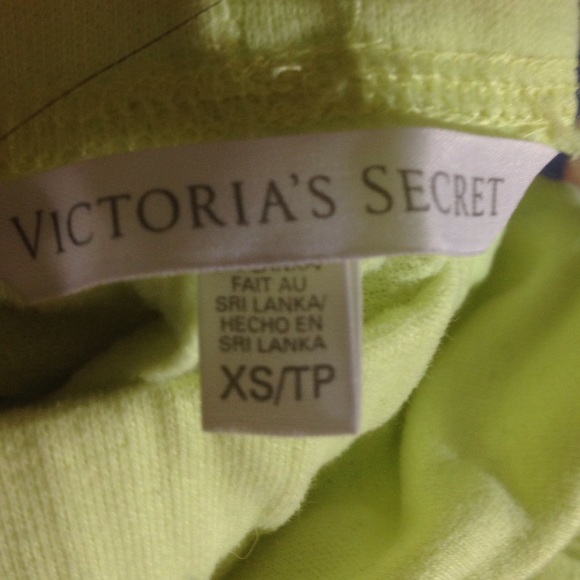 VICTORIA'S SECRET
FAIT AU
SRI LANKA/
HECHO EN
SRI LANKA
XS/TP